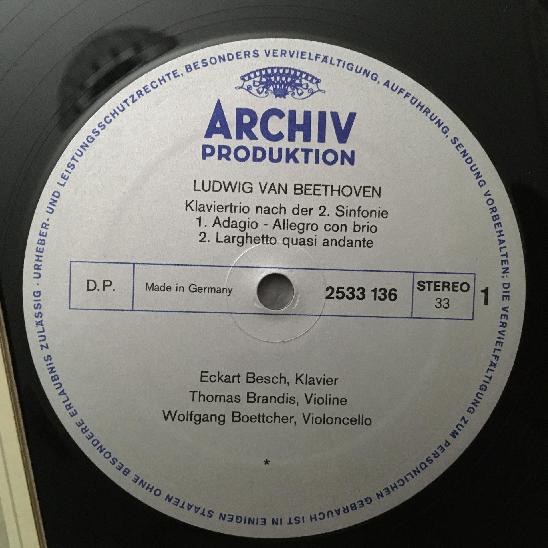 URHEBER- UND LEISTUNGSSCHUTZRECHTE, BESONDERS VERVIELFÄLTIGUNG, AUFFÜHRUNG, SENDUNG VORBEHALTEN; DIE VERVIELFÄLTIGUNG ZUM PERSÖNLICHEN GEBRAUCH IST IN EINIGEN STAATEN OHNE BESONDERE ERLAUBNIS ZULÄSSIG ·
ARCHIV
PRODUKTION
LUDWIG VAN BEETHOVEN
Klaviertrio nach der 2. Sinfonie
1. Adagio - Allegro con brio
2. Larghetto quasi andante
D.P. Made in Germany 2533 136 STEREO 33 1
Eckart Besch, Klavier
Thomas Brandis, Violine
Wolfgang Boettcher, Violoncello
*